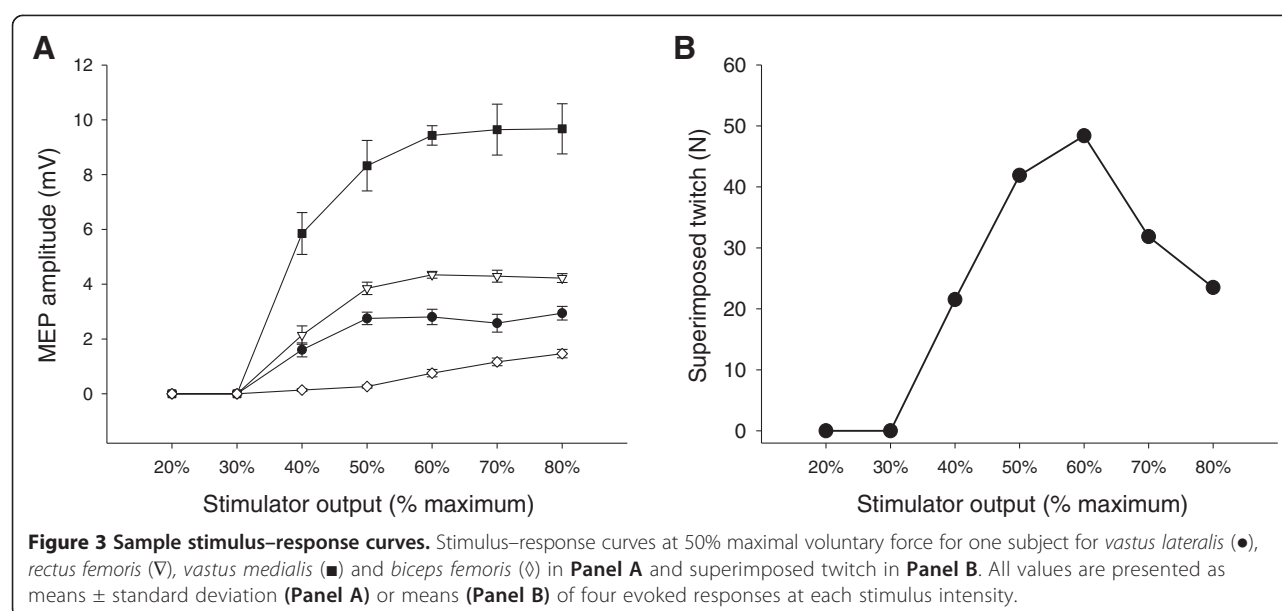 A
12
10
8
6
4
2
0
MEP amplitude (mV)
20% 30% 40% 50% 60% 70% 80%
Stimulator output (% maximum)
B
60
50
40
30
20
10
0
Superimposed twitch (N)
20% 30% 40% 50% 60% 70% 80%
Stimulator output (% maximum)
Figure 3 Sample stimulus–response curves. Stimulus–response curves at 50% maximal voluntary force for one subject for vastus lateralis (●),
rectus femoris (∇), vastus medialis (■) and biceps femoris (◊) in Panel A and superimposed twitch in Panel B. All values are presented as
means ± standard deviation (Panel A) or means (Panel B) of four evoked responses at each stimulus intensity.